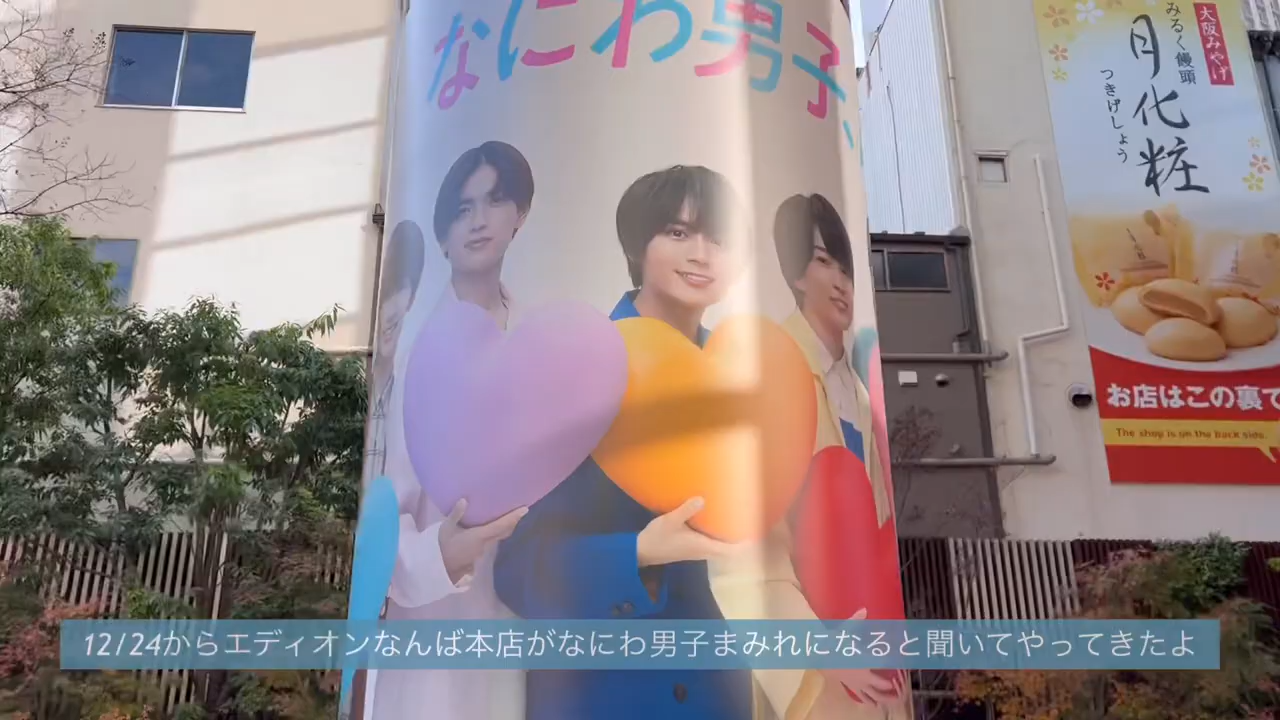 なにわ男子、
大阪みやげ
みるく饅頭
月化粧
つきげしょう
お店はこの裏で
The shop is on the back side.
12/24からエディオンなんば本店がなにわ男子まみれになると聞いてやってきたよ